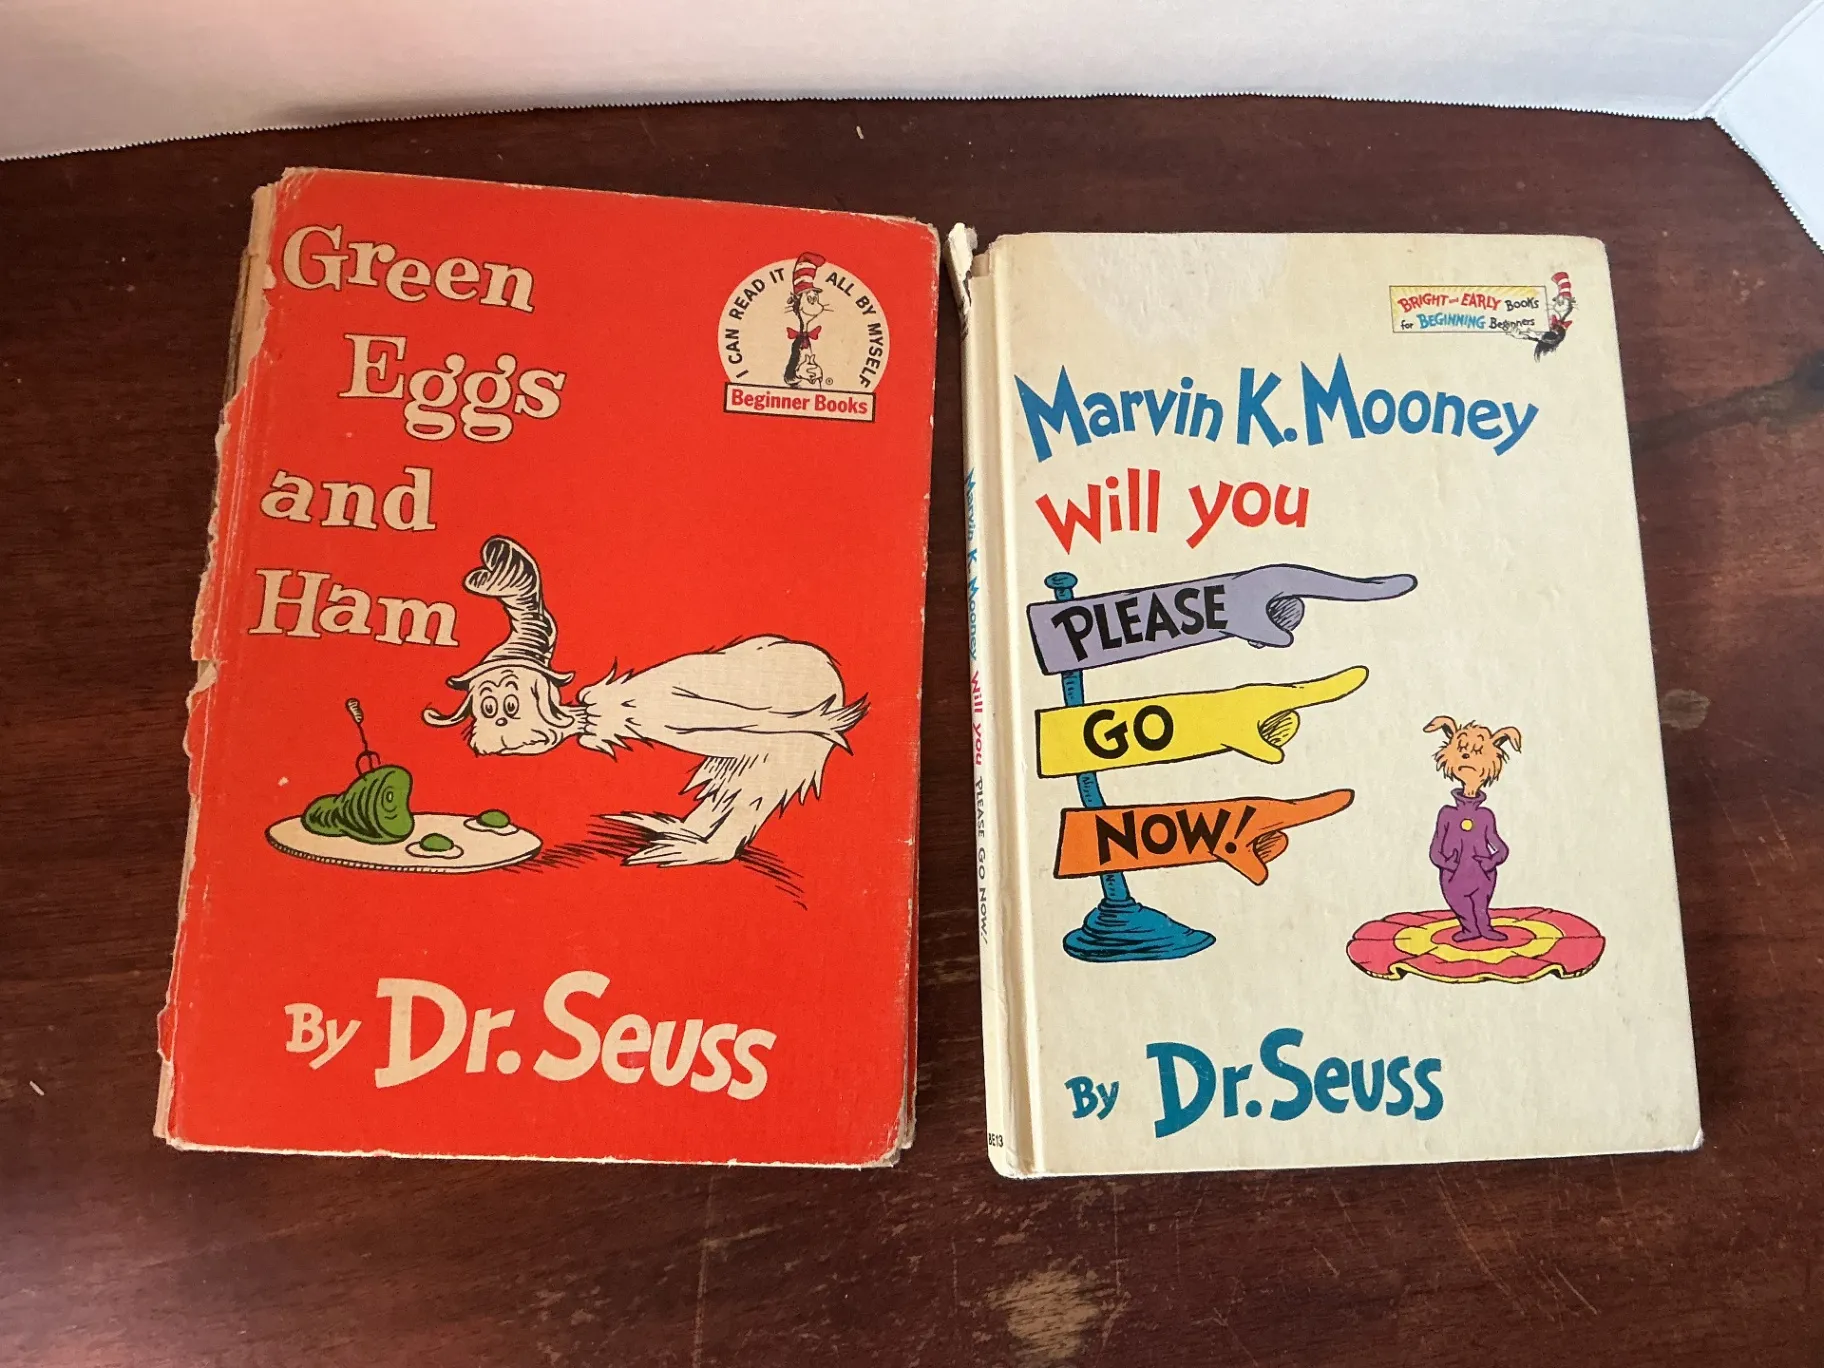 Green
Eggs
and
Ham
I CAN READ IT ALL BY MYSELF
Beginner Books
®
By Dr. Seuss
BRIGHT and EARLY Books
for BEGINNING Beginners
Marvin K. Mooney
will you
PLEASE
GO
NOW!
By Dr. Seuss
Marvin K. Mooney will you PLEASE GO NOW!
BE13